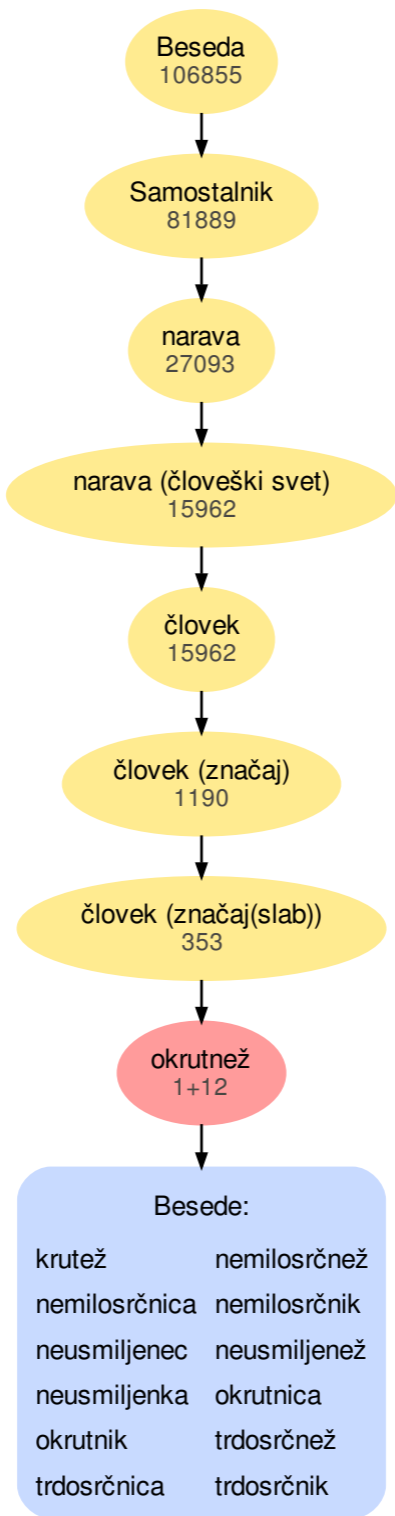 Beseda
106855
Samostalnik
81889
narava
27093
narava (človeški svet)
15962
človek
15962
človek (značaj)
1190
človek (značaj(slab))
353
okrutnež
1+12
Besede:
krutež nemilosrčnež
nemilosrčnica nemilosrčnik
neusmiljenec neusmiljenež
neusmiljenka okrutnica
okrutnik trdosrčnež
trdosrčnica trdosrčnik